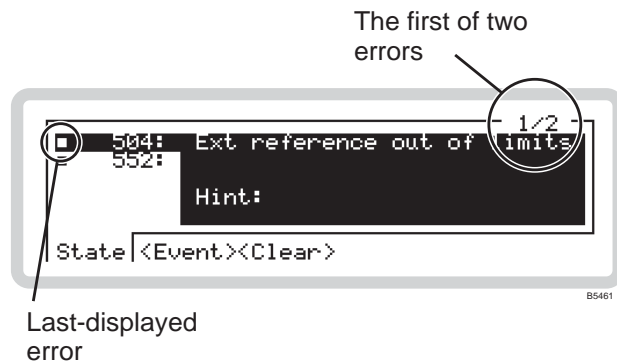 The first of two
errors
1/2
504: Ext reference out of limits
552:
Hint:
State <Event><Clear>
B5461
Last-displayed
error